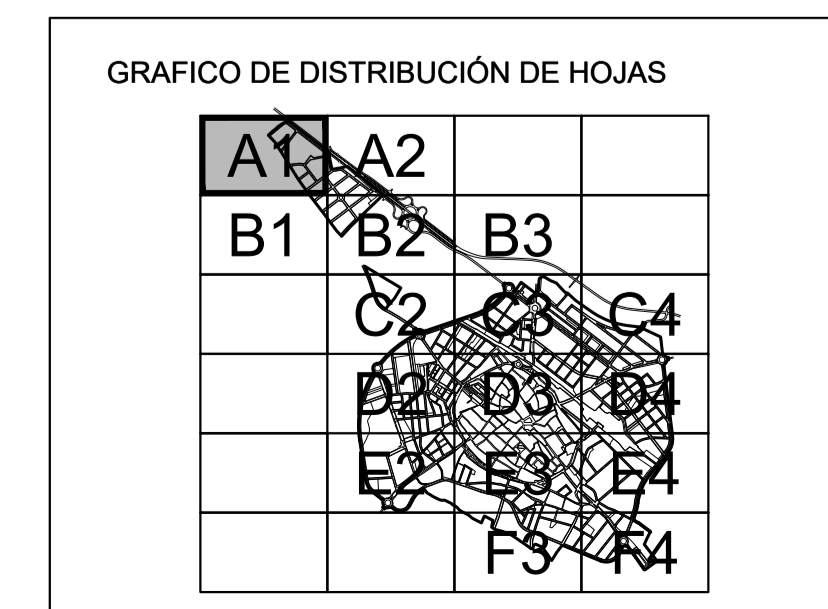 GRAFICO DE DISTRIBUCIÓN DE HOJAS
A1 A2
B1 B2 B3
C2 C3 C4
D2 D3 D4
E2 E3 E4
F3 F4